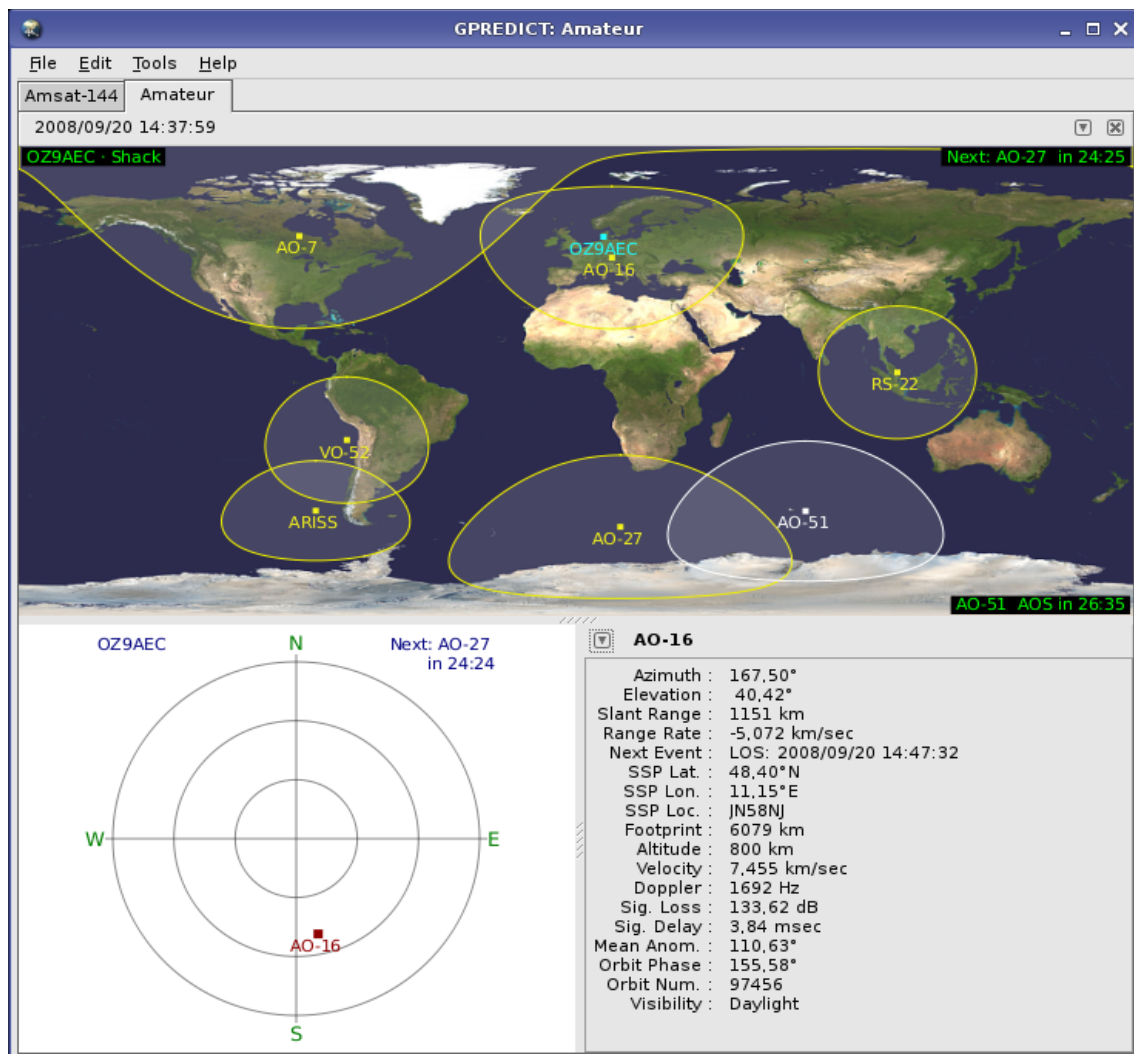 GPREDICT: Amateur
File Edit Tools Help
Amsat-144 Amateur
2008/09/20 14:37:59
OZ9AEC · Shack
Next: AO-27 in 24:25
AO-7
OZ9AEC
AO-16
RS-22
VO-52
ARISS
AO-27
AO-51
AO-51 AOS in 26:35
OZ9AEC
N
Next: AO-27
in 24:24
W
E
AO-16
S
AO-16
Azimuth : 167,50°
Elevation : 40,42°
Slant Range : 1151 km
Range Rate : -5,072 km/sec
Next Event : LOS: 2008/09/20 14:47:32
SSP Lat. : 48,40°N
SSP Lon. : 11,15°E
SSP Loc. : JN58NJ
Footprint : 6079 km
Altitude : 800 km
Velocity : 7,455 km/sec
Doppler : 1692 Hz
Sig. Loss : 133,62 dB
Sig. Delay : 3,84 msec
Mean Anom. : 110,63°
Orbit Phase : 155,58°
Orbit Num. : 97456
Visibility : Daylight